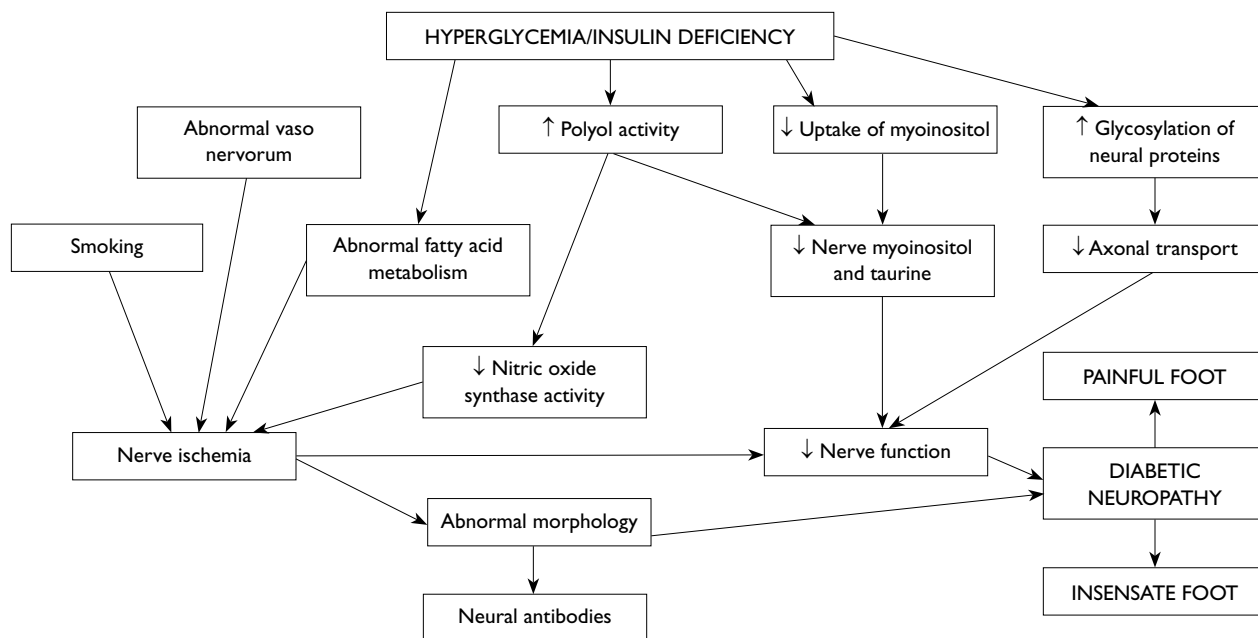 HYPERGLYCEMIA/INSULIN DEFICIENCY
Abnormal vaso
nervorum
↑ Polyol activity
↓ Uptake of myoinositol
↑ Glycosylation of
neural proteins
Smoking
Abnormal fatty acid
metabolism
↓ Nerve myoinositol
and taurine
↓ Axonal transport
↓ Nitric oxide
synthase activity
PAINFUL FOOT
Nerve ischemia
↓ Nerve function
DIABETIC
NEUROPATHY
Abnormal morphology
Neural antibodies
INSENSATE FOOT